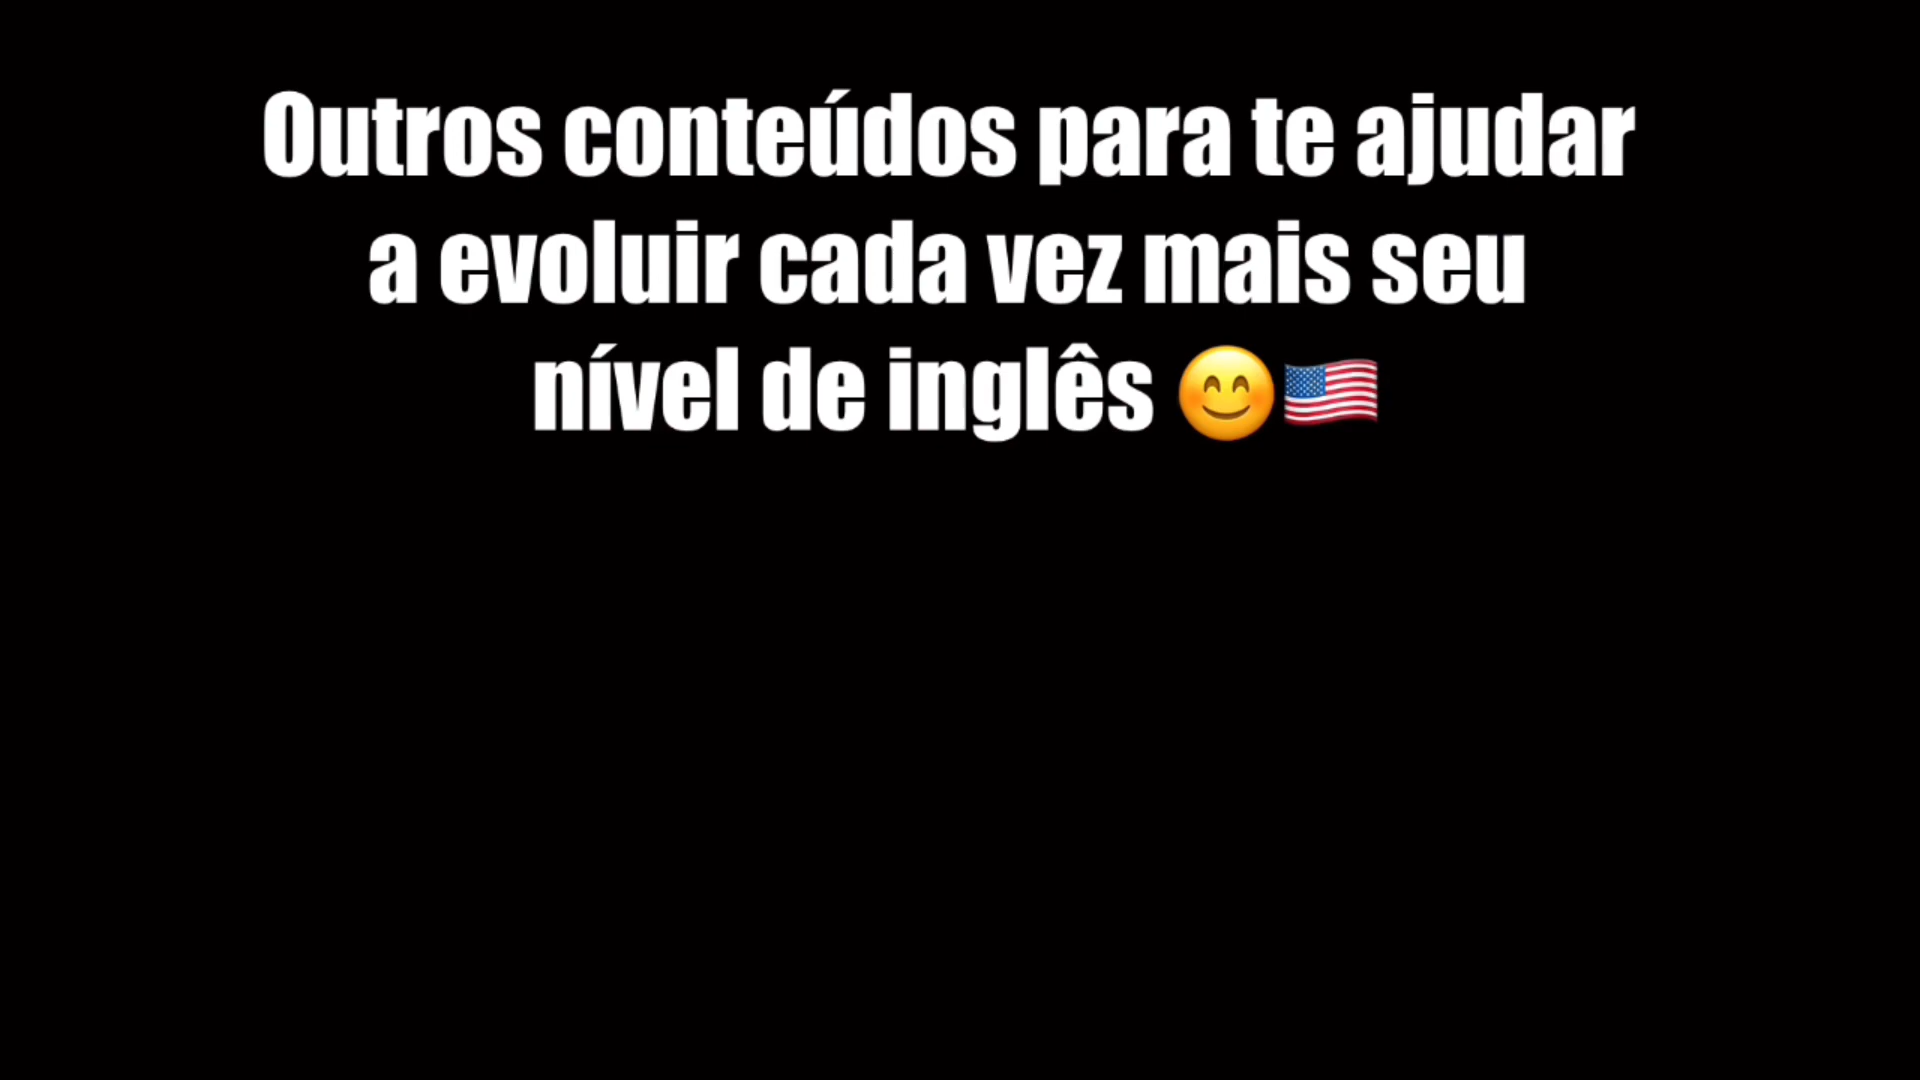 Outros conteúdos para te ajudar
a evoluir cada vez mais seu
nível de inglês 😊🇺🇸